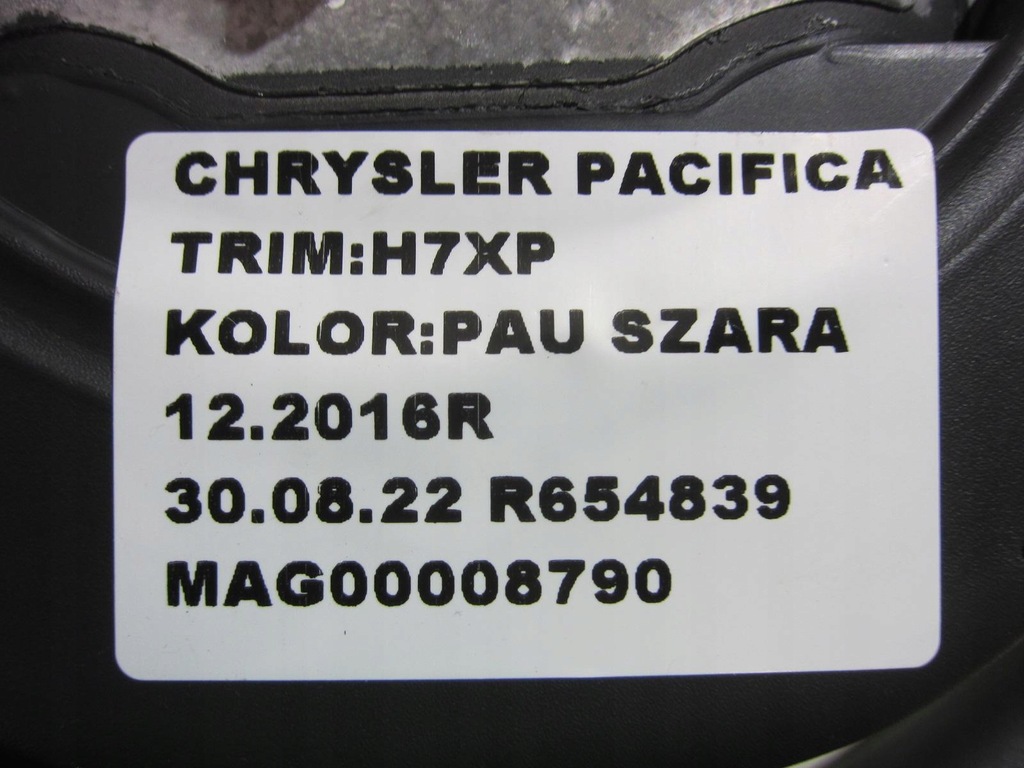 CHRYSLER PACIFICA
TRIM:H7XP
KOLOR:PAU SZARA
12.2016R
30.08.22 R654839
MAG00008790